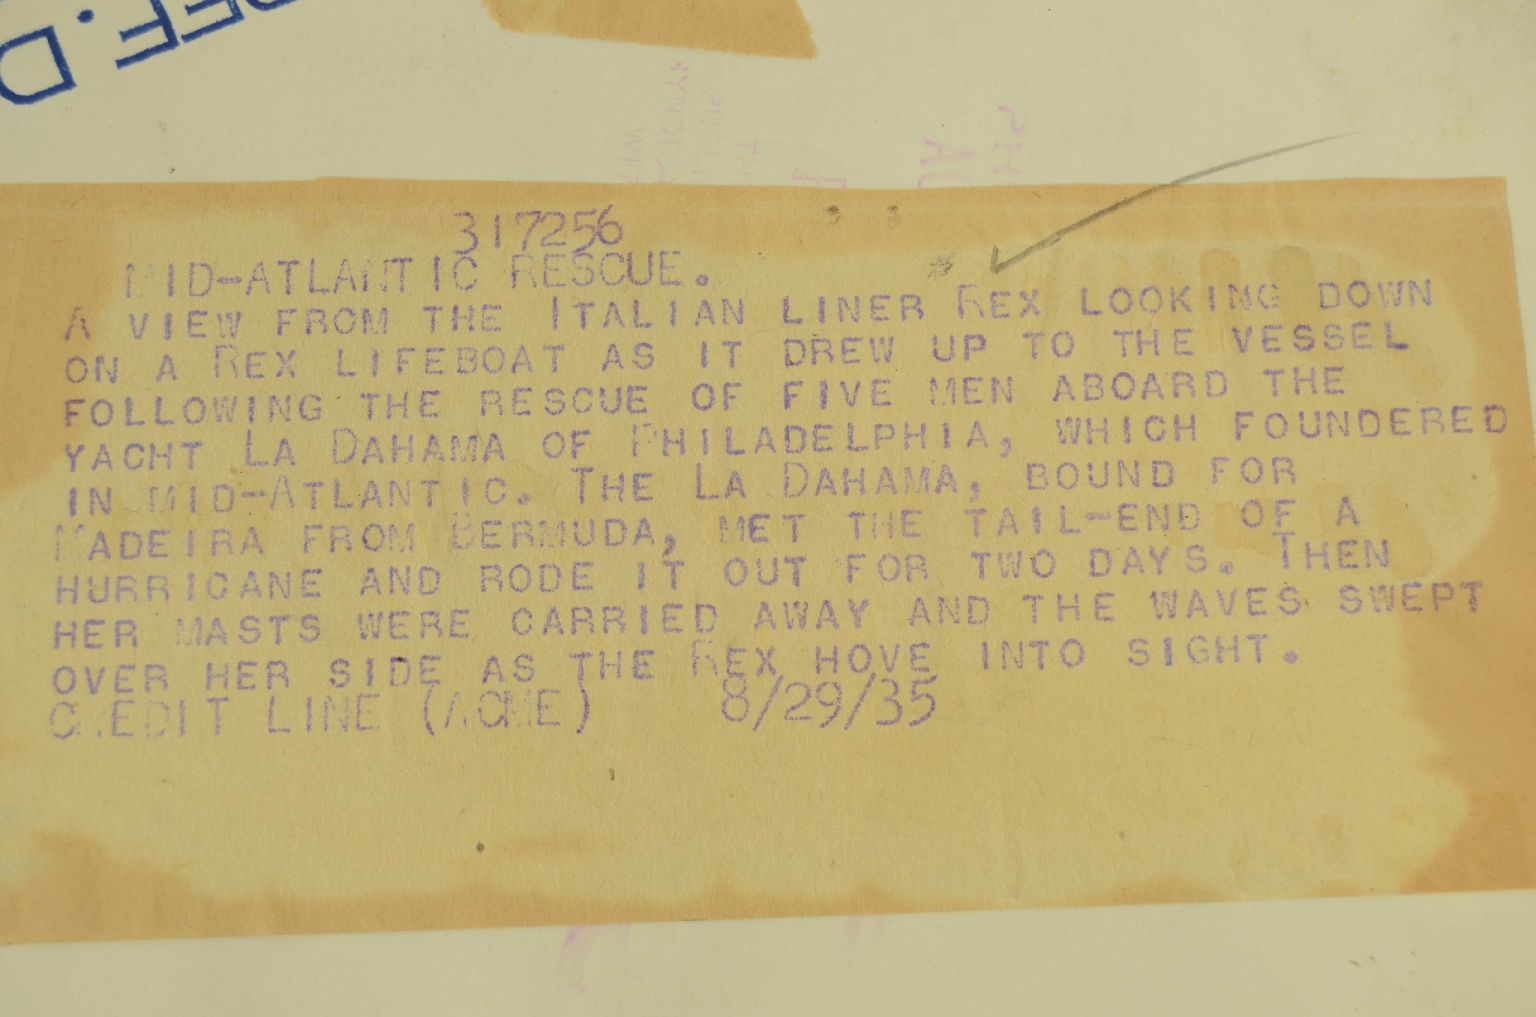 REF. D
317256
MID-ATLANTIC RESCUE.
A VIEW FROM THE ITALIAN LINER REX LOOKING DOWN
ON A REX LIFEBOAT AS IT DREW UP TO THE VESSEL
FOLLOWING THE RESCUE OF FIVE MEN ABOARD THE
YACHT LA DAHAMA OF PHILADELPHIA, WHICH FOUNDERED
IN MID-ATLANTIC. THE LA DAHAMA, BOUND FOR
MADEIRA FROM BERMUDA, MET THE TAIL-END OF A
HURRICANE AND RODE IT OUT FOR TWO DAYS. THEN
HER MASTS WERE CARRIED AWAY AND THE WAVES SWEPT
OVER HER SIDE AS THE REX HOVE INTO SIGHT.
CREDIT LINE (ACME) 8/29/35